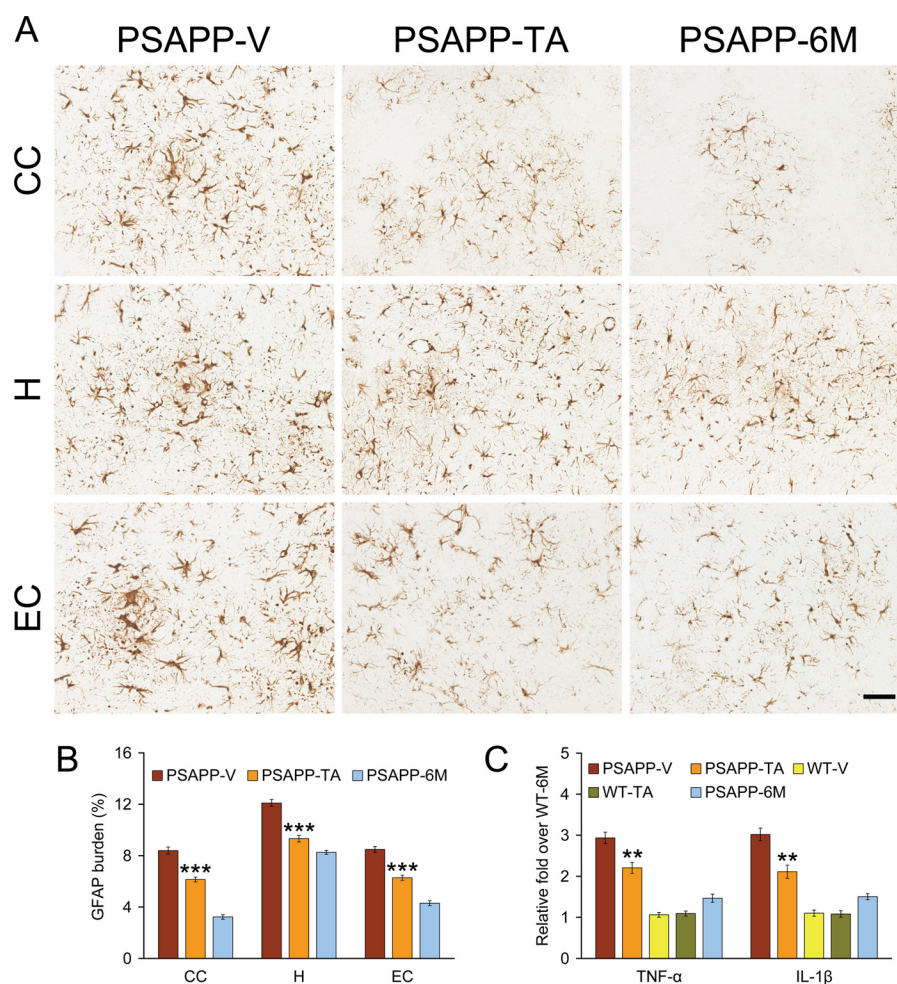 A
PSAPP-V PSAPP-TA PSAPP-6M
CC
H
EC
B
16
12
8
4
0
GFAP burden (%)
PSAPP-V PSAPP-TA PSAPP-6M
***
***
***
CC H EC
C
5
4
3
2
1
0
Relative fold over WT-6M
PSAPP-V PSAPP-TA WT-V
WT-TA PSAPP-6M
**
**
TNF-α IL-1β